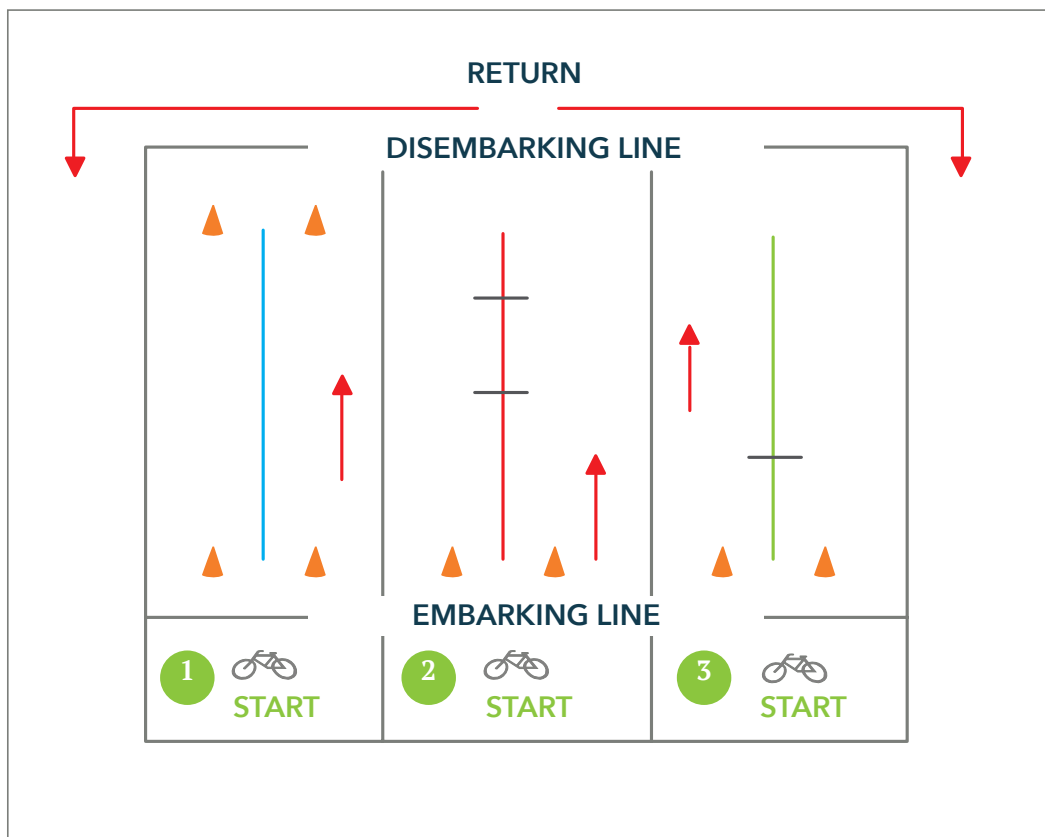 RETURN
DISEMBARKING LINE
EMBARKING LINE
1
START
2
START
3
START